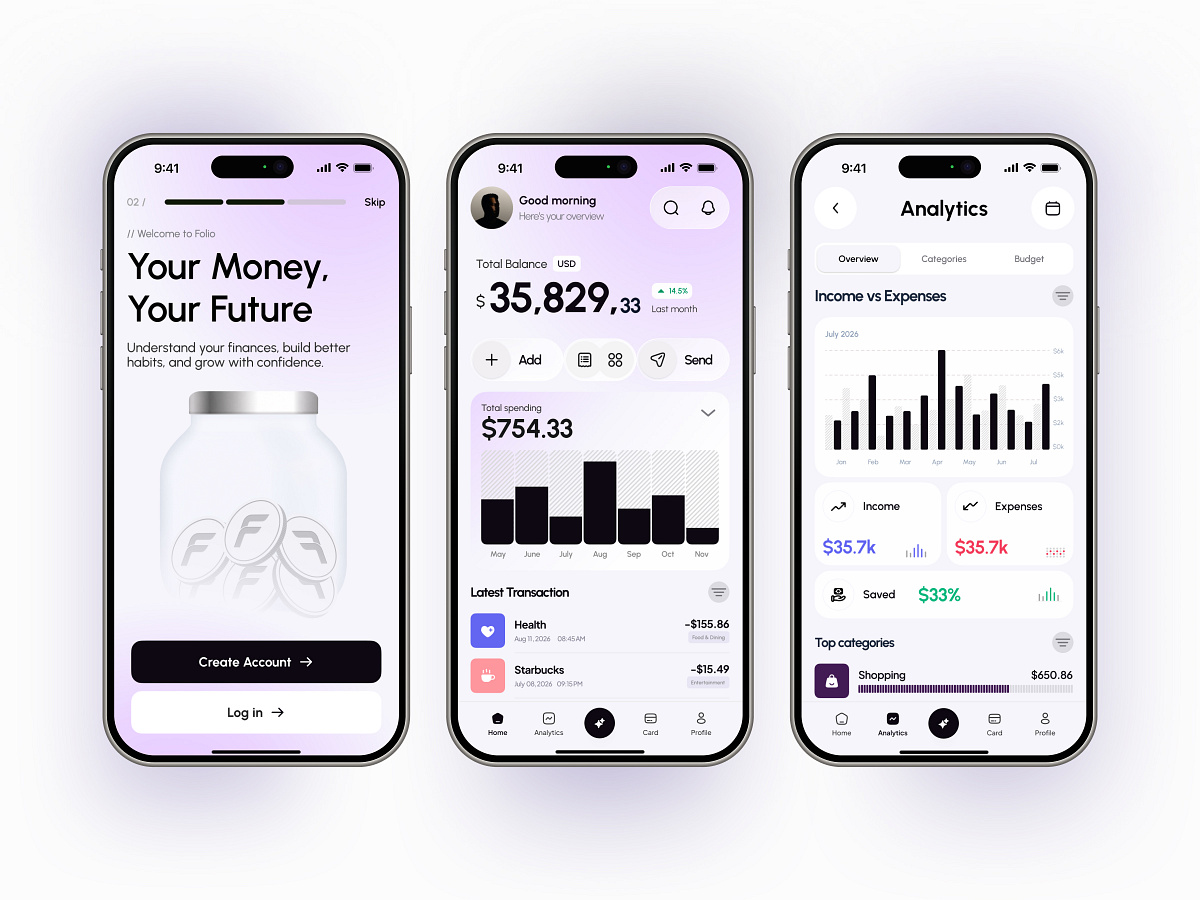 9:41
02 /
Skip
// Welcome to Folio
Your Money,
Your Future
Understand your finances, build better
habits, and grow with confidence.
F F F
F F
Create Account
Log in
9:41
Good morning
Here's your overview
Total Balance USD
$ 35,829,33
14.5%
Last month
Add
Send
Total spending
$754.33
May June July Aug Sep Oct Nov
Latest Transaction
Health
-$155.86
Aug 11, 2026 08:45AM
Food & Dining
Starbucks
-$15.49
July 08, 2026 09:15PM
Entertainment
Home Analytics Card Profile
9:41
Analytics
Overview Categories Budget
Income vs Expenses
July 2026
$6k
$5k
$3k
$2k
$0k
Jan Feb Mar Apr May Jun Jul
Income
$35.7k
Expenses
$35.7k
Saved $33%
Top categories
Shopping $650.86
Home Analytics Card Profile